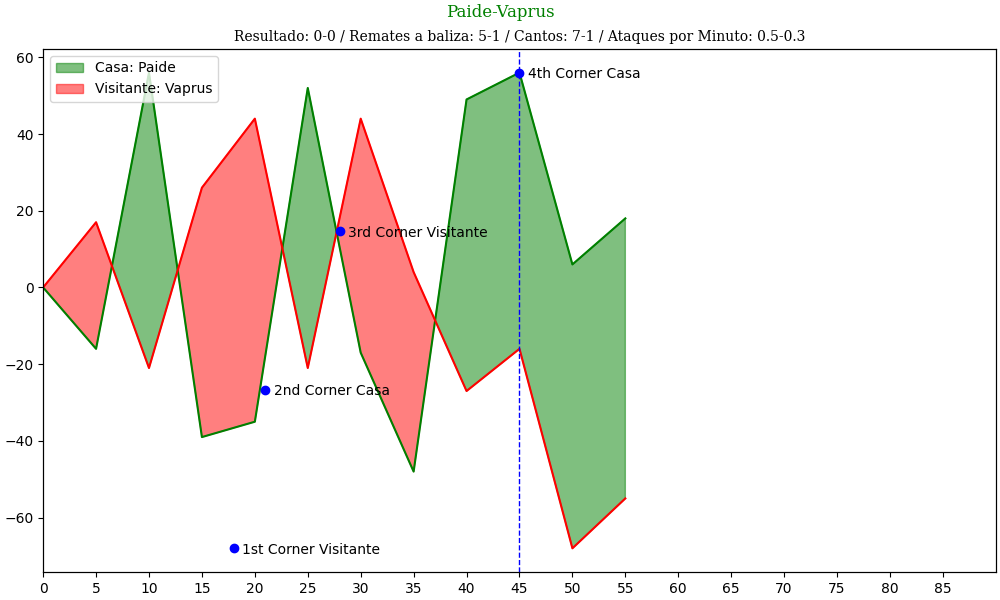 Paide-Vaprus
Resultado: 0-0 / Remates a baliza: 5-1 / Cantos: 7-1 / Ataques por Minuto: 0.5-0.3
Casa: Paide
Visitante: Vaprus
4th Corner Casa
3rd Corner Visitante
2nd Corner Casa
1st Corner Visitante
60
40
20
0
−20
−40
−60
0 5 10 15 20 25 30 35 40 45 50 55 60 65 70 75 80 85